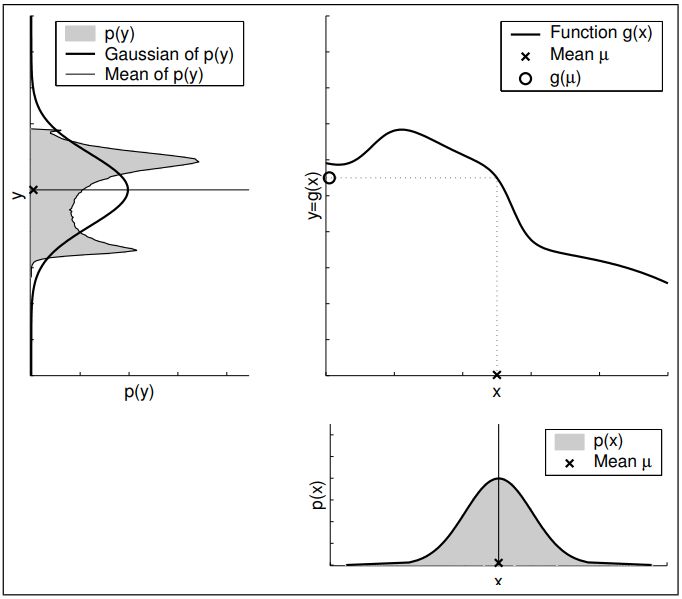 p(y)
Gaussian of p(y)
Mean of p(y)
y
p(y)
Function g(x)
Mean μ
g(μ)
y=g(x)
x
p(x)
Mean μ
p(x)
x